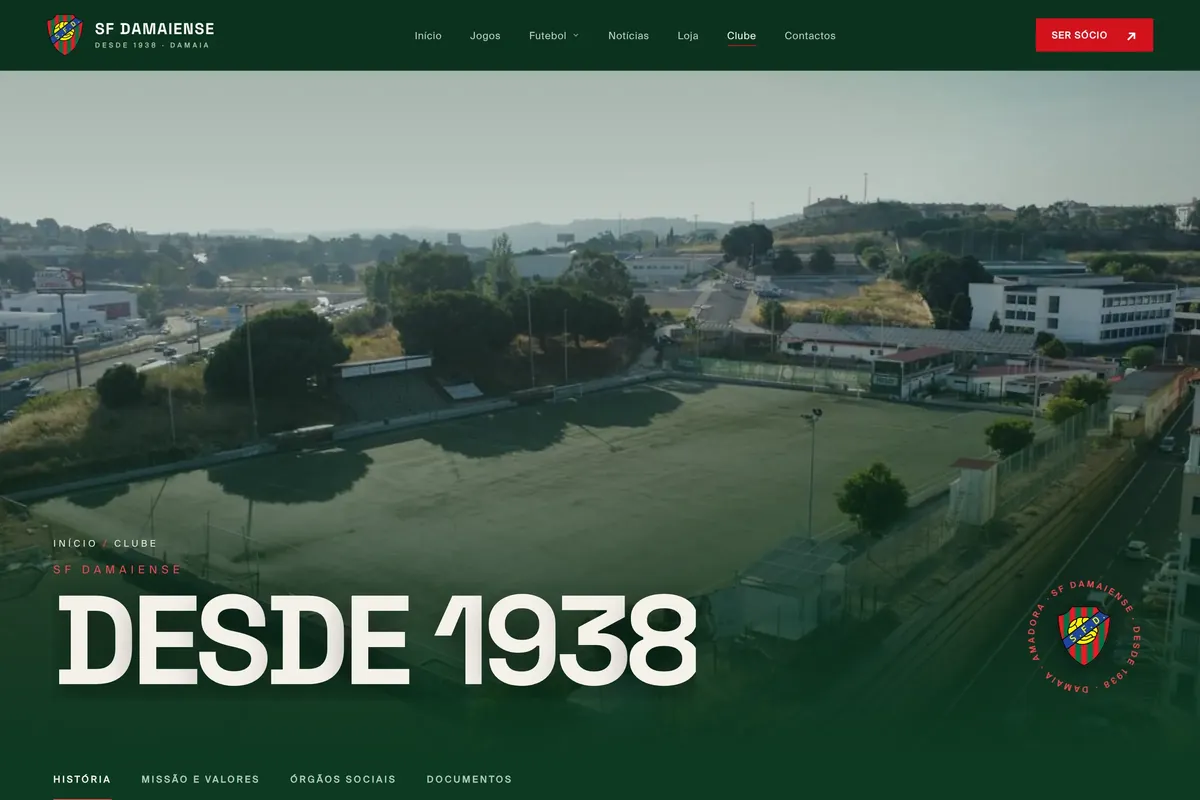 SF DAMAIENSE
DESDE 1938 · DAMAIA
Início
Jogos
Futebol
Notícias
Loja
Clube
Contactos
SER SÓCIO
INÍCIO / CLUBE
SF DAMAIENSE
DESDE 1938
SF DAMAIENSE · DESDE 1938 · DAMAIA · AMADORA ·
S.F.D
HISTÓRIA
MISSÃO E VALORES
ÓRGÃOS SOCIAIS
DOCUMENTOS